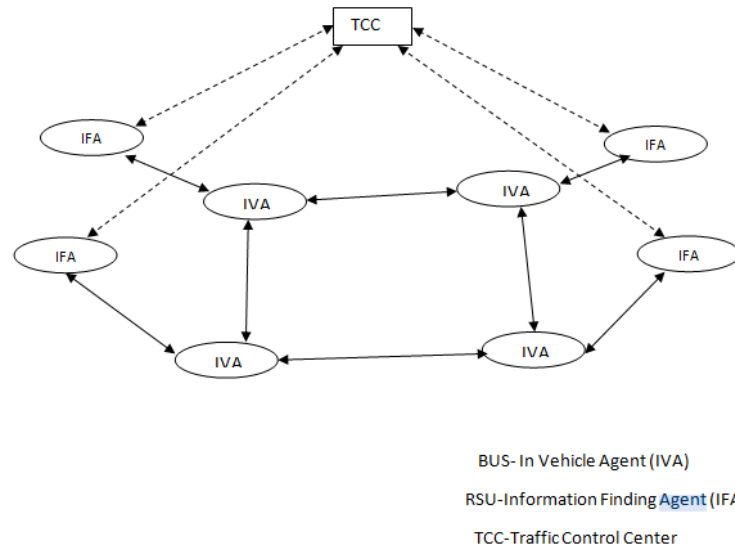 TCC
IFA
IFA
IVA
IVA
IFA
IFA
IVA
IVA
BUS- In Vehicle Agent (IVA)
RSU-Information Finding Agent (IFA
TCC-Traffic Control Center